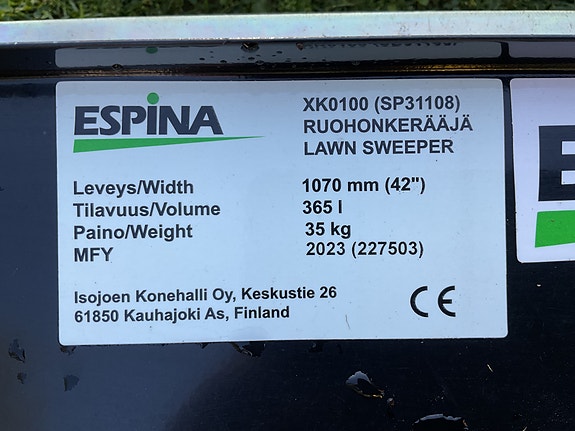 ESPINA
XK0100 (SP31108)
RUOHONKERÄÄJÄ
LAWN SWEEPER
Leveys/Width 1070 mm (42")
Tilavuus/Volume 365 l
Paino/Weight 35 kg
MFY 2023 (227503)
Isojoen Konehalli Oy, Keskustie 26
61850 Kauhajoki As, Finland
CE